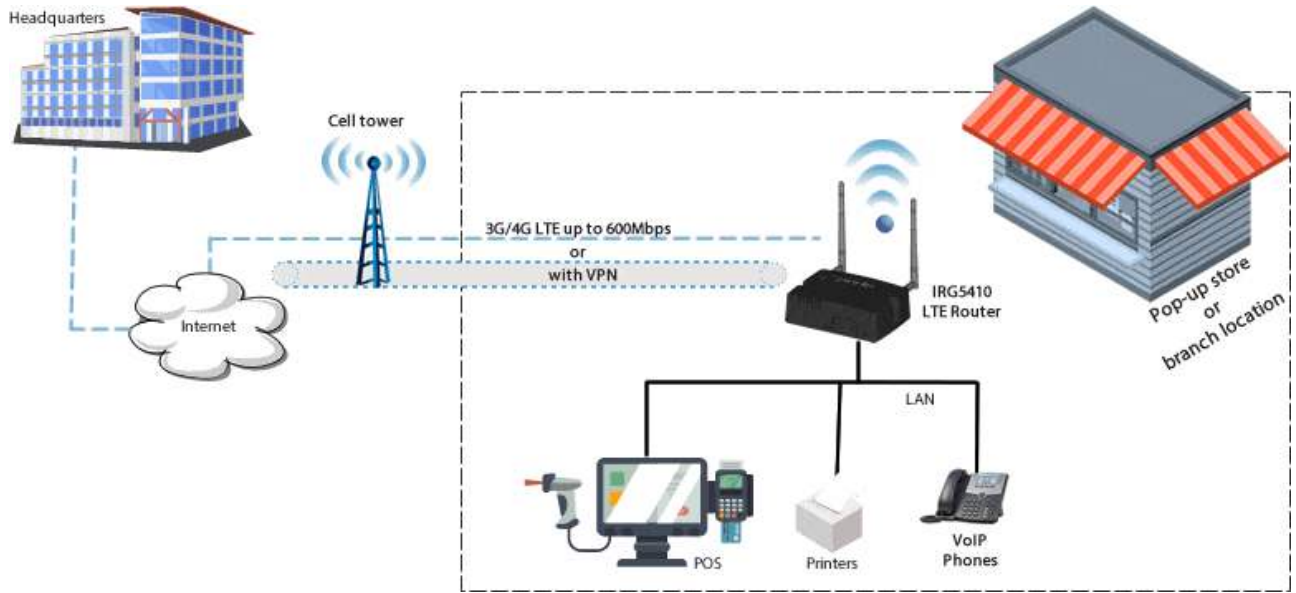 Headquarters
Cell tower
3G/4G LTE up to 600Mbps
or
with VPN
Internet
IRG5410
LTE Router
Pop-up store
or
branch location
LAN
POS
Printers
VoIP
Phones